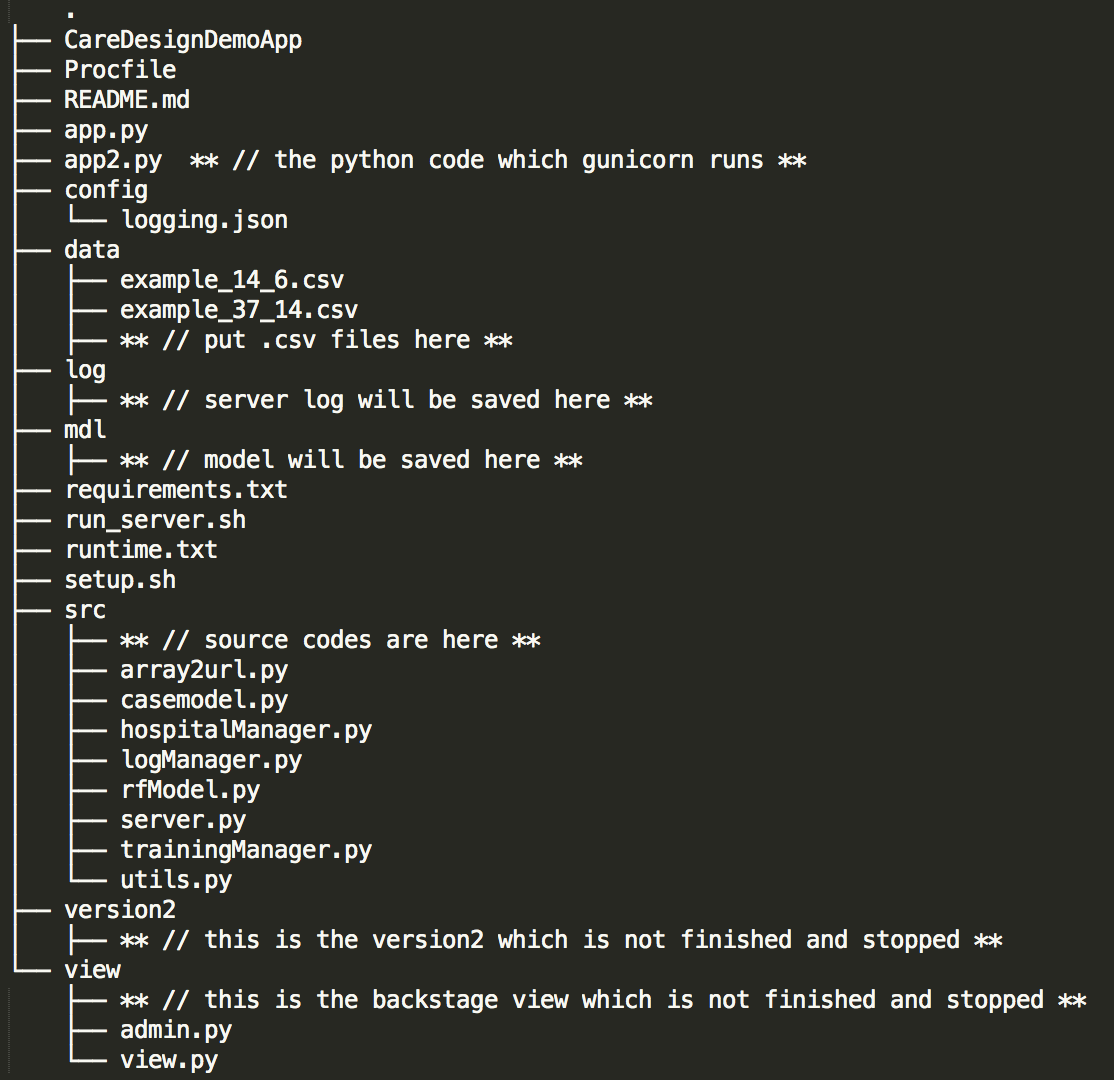 .
├── CareDesignDemoApp
├── Procfile
├── README.md
├── app.py
├── app2.py  ** // the python code which gunicorn runs **
├── config
│   └── logging.json
├── data
│   ├── example_14_6.csv
│   ├── example_37_14.csv
│   ├── ** // put .csv files here **
├── log
│   ├── ** // server log will be saved here **
├── mdl
│   ├── ** // model will be saved here **
├── requirements.txt
├── run_server.sh
├── runtime.txt
├── setup.sh
├── src
│   ├── ** // source codes are here **
│   ├── array2url.py
│   ├── casemodel.py
│   ├── hospitalManager.py
│   ├── logManager.py
│   ├── rfModel.py
│   ├── server.py
│   ├── trainingManager.py
│   └── utils.py
├── version2
│   ├── ** // this is the version2 which is not finished and stopped **
└── view
    ├── ** // this is the backstage view which is not finished and stopped **
    ├── admin.py
    └── view.py